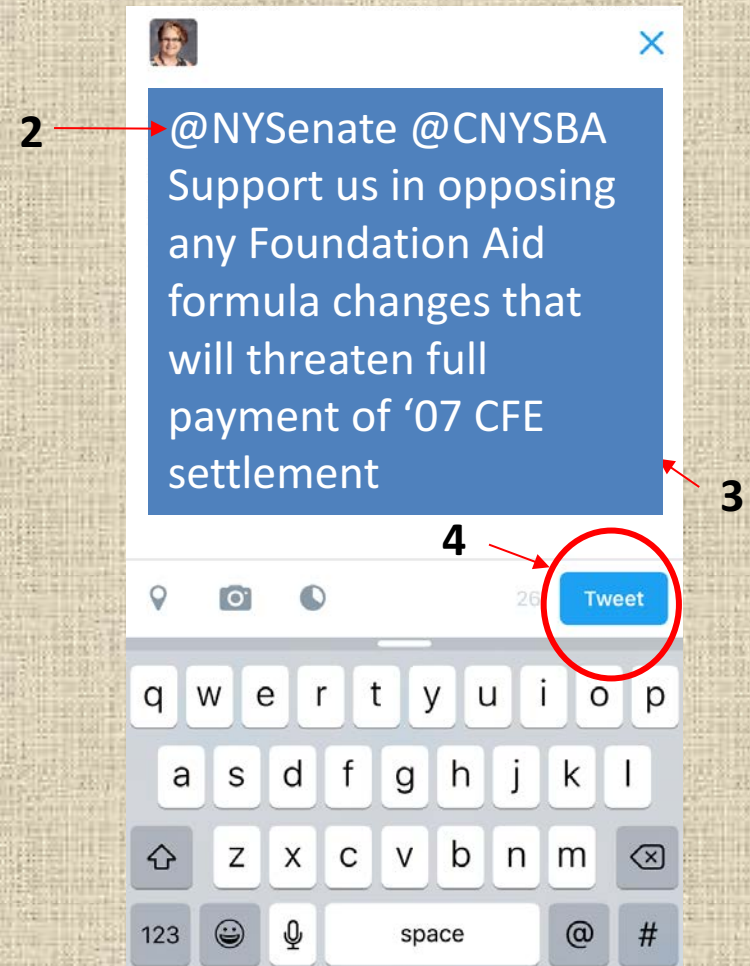 2
@NYSenate @CNYSBA
Support us in opposing
any Foundation Aid
formula changes that
will threaten full
payment of ‘07 CFE
settlement
3
4
26 Tweet
q w e r t y u i o p
a s d f g h j k l
z x c v b n m
123 space @ #